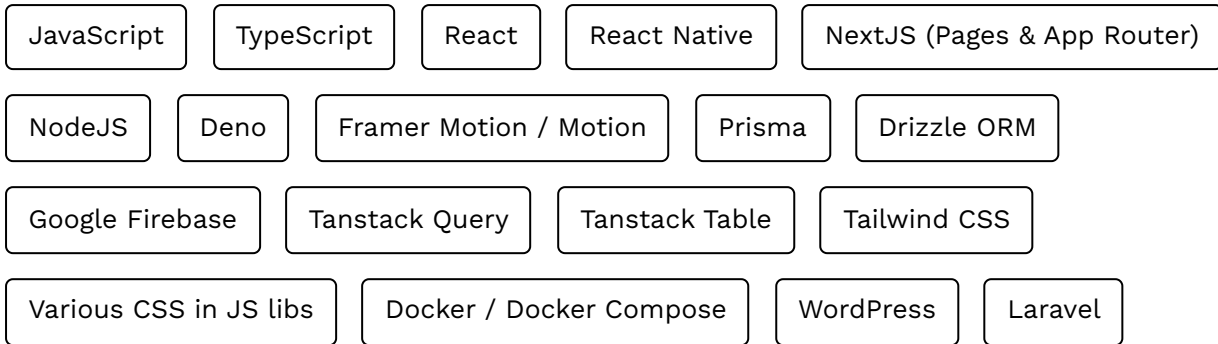 JavaScript TypeScript React React Native NextJS (Pages & App Router)
NodeJS Deno Framer Motion / Motion Prisma Drizzle ORM
Google Firebase Tanstack Query Tanstack Table Tailwind CSS
Various CSS in JS libs Docker / Docker Compose WordPress Laravel